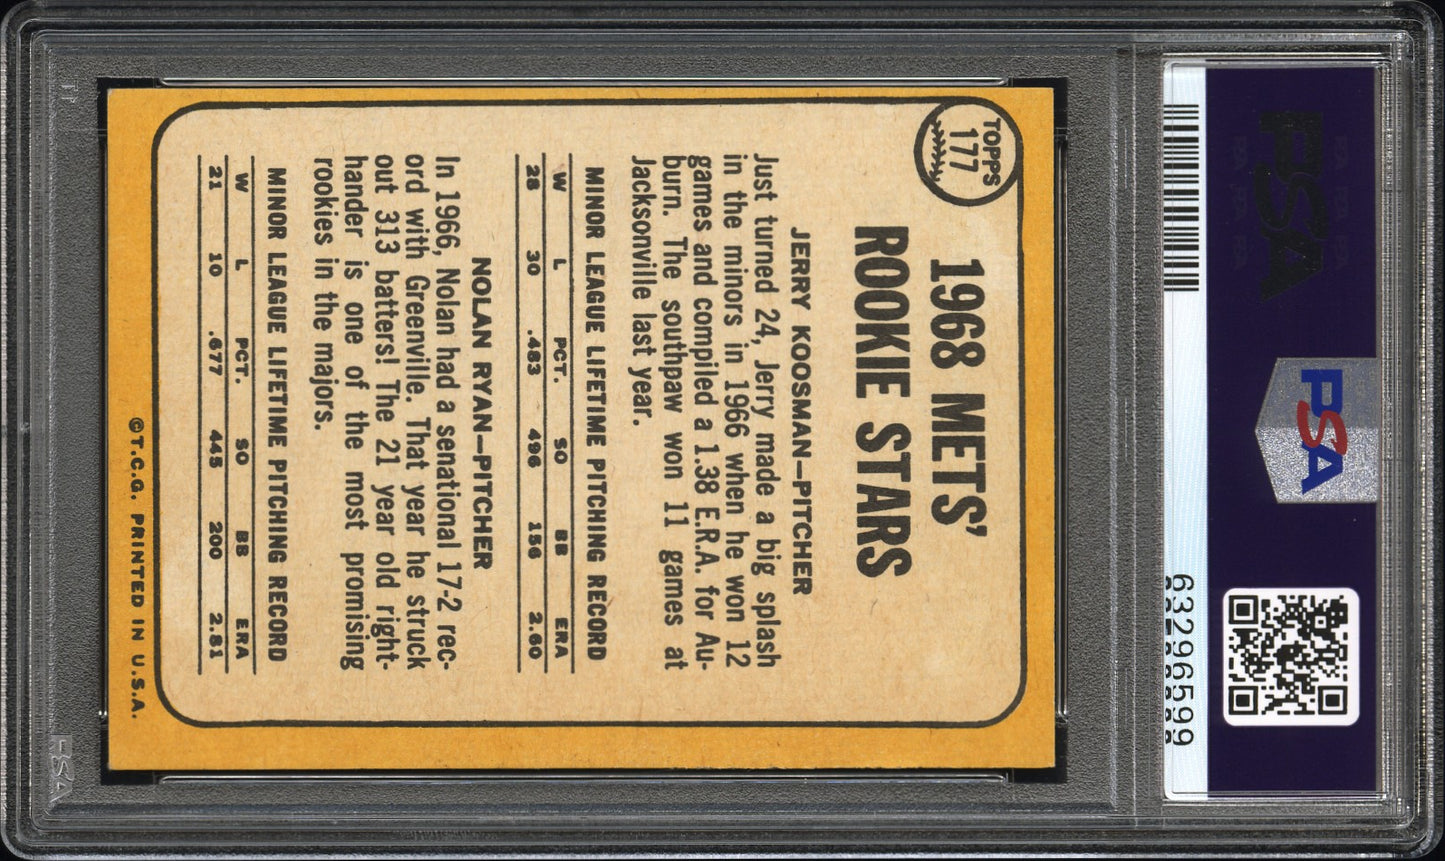 PSA
PSA
63296599
TOPPS
177
1968 METS'
ROOKIE STARS
JERRY KOOSMAN—PITCHER
Just turned 24, Jerry made a big splash
in the minors in 1966 when he won 12
games and compiled a 1.38 E.R.A. for Au-
burn. The southpaw won 11 games at
Jacksonville last year.
MINOR LEAGUE LIFETIME PITCHING RECORD
W L PCT. SO BB ERA
28 30 .483 496 156 2.60
NOLAN RYAN—PITCHER
In 1966, Nolan had a senational 17-2 rec-
ord with Greenville. That year he struck
out 313 batters! The 21 year old right-
hander is one of the most promising
rookies in the majors.
MINOR LEAGUE LIFETIME PITCHING RECORD
W L PCT. SO BB ERA
21 10 .677 445 200 2.81
©T.C.G. PRINTED IN U.S.A.
PSA